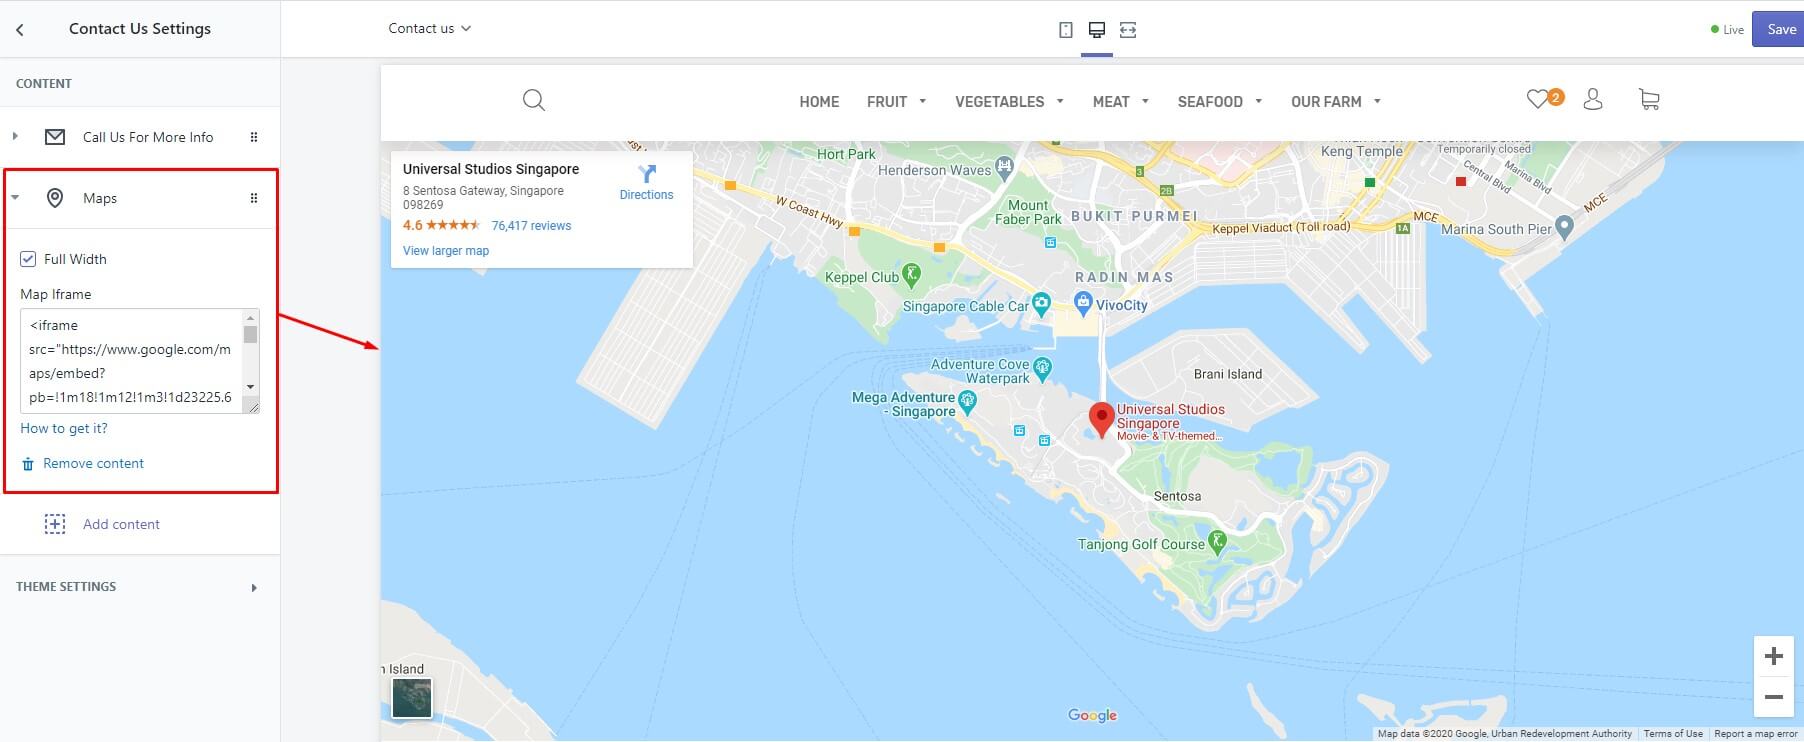 Contact Us Settings
Contact us
Live
Save
CONTENT
Call Us For More Info
Maps
Full Width
Map Iframe
<iframe
src="https://www.google.com/m
aps/embed?
pb=!1m18!1m12!1m3!1d23225.6
How to get it?
Remove content
Add content
THEME SETTINGS
HOME
FRUIT
VEGETABLES
MEAT
SEAFOOD
OUR FARM
2
Universal Studios Singapore
8 Sentosa Gateway, Singapore
098269
4.6
76,417 reviews
View larger map
Directions
Hort Park
Henderson Waves
Mount
Faber Park
BUKIT PURMEI
W Coast Hwy
3
2B
Keng Temple
Temporarily closed
Central Blvd
Marina Blvd
MCE
MCE
1A
Keppel Viaduct (Toll road)
Marina South Pier
Keppel Club
RADIN MAS
Singapore Cable Car
VivoCity
Adventure Cove
Waterpark
Mega Adventure
- Singapore
Brani Island
Universal Studios
Singapore
Movie- & TV-themed...
Sentosa
Tanjong Golf Course
n Island
Google
Map data ©2020 Google, Urban Redevelopment Authority
Terms of Use
Report a map error